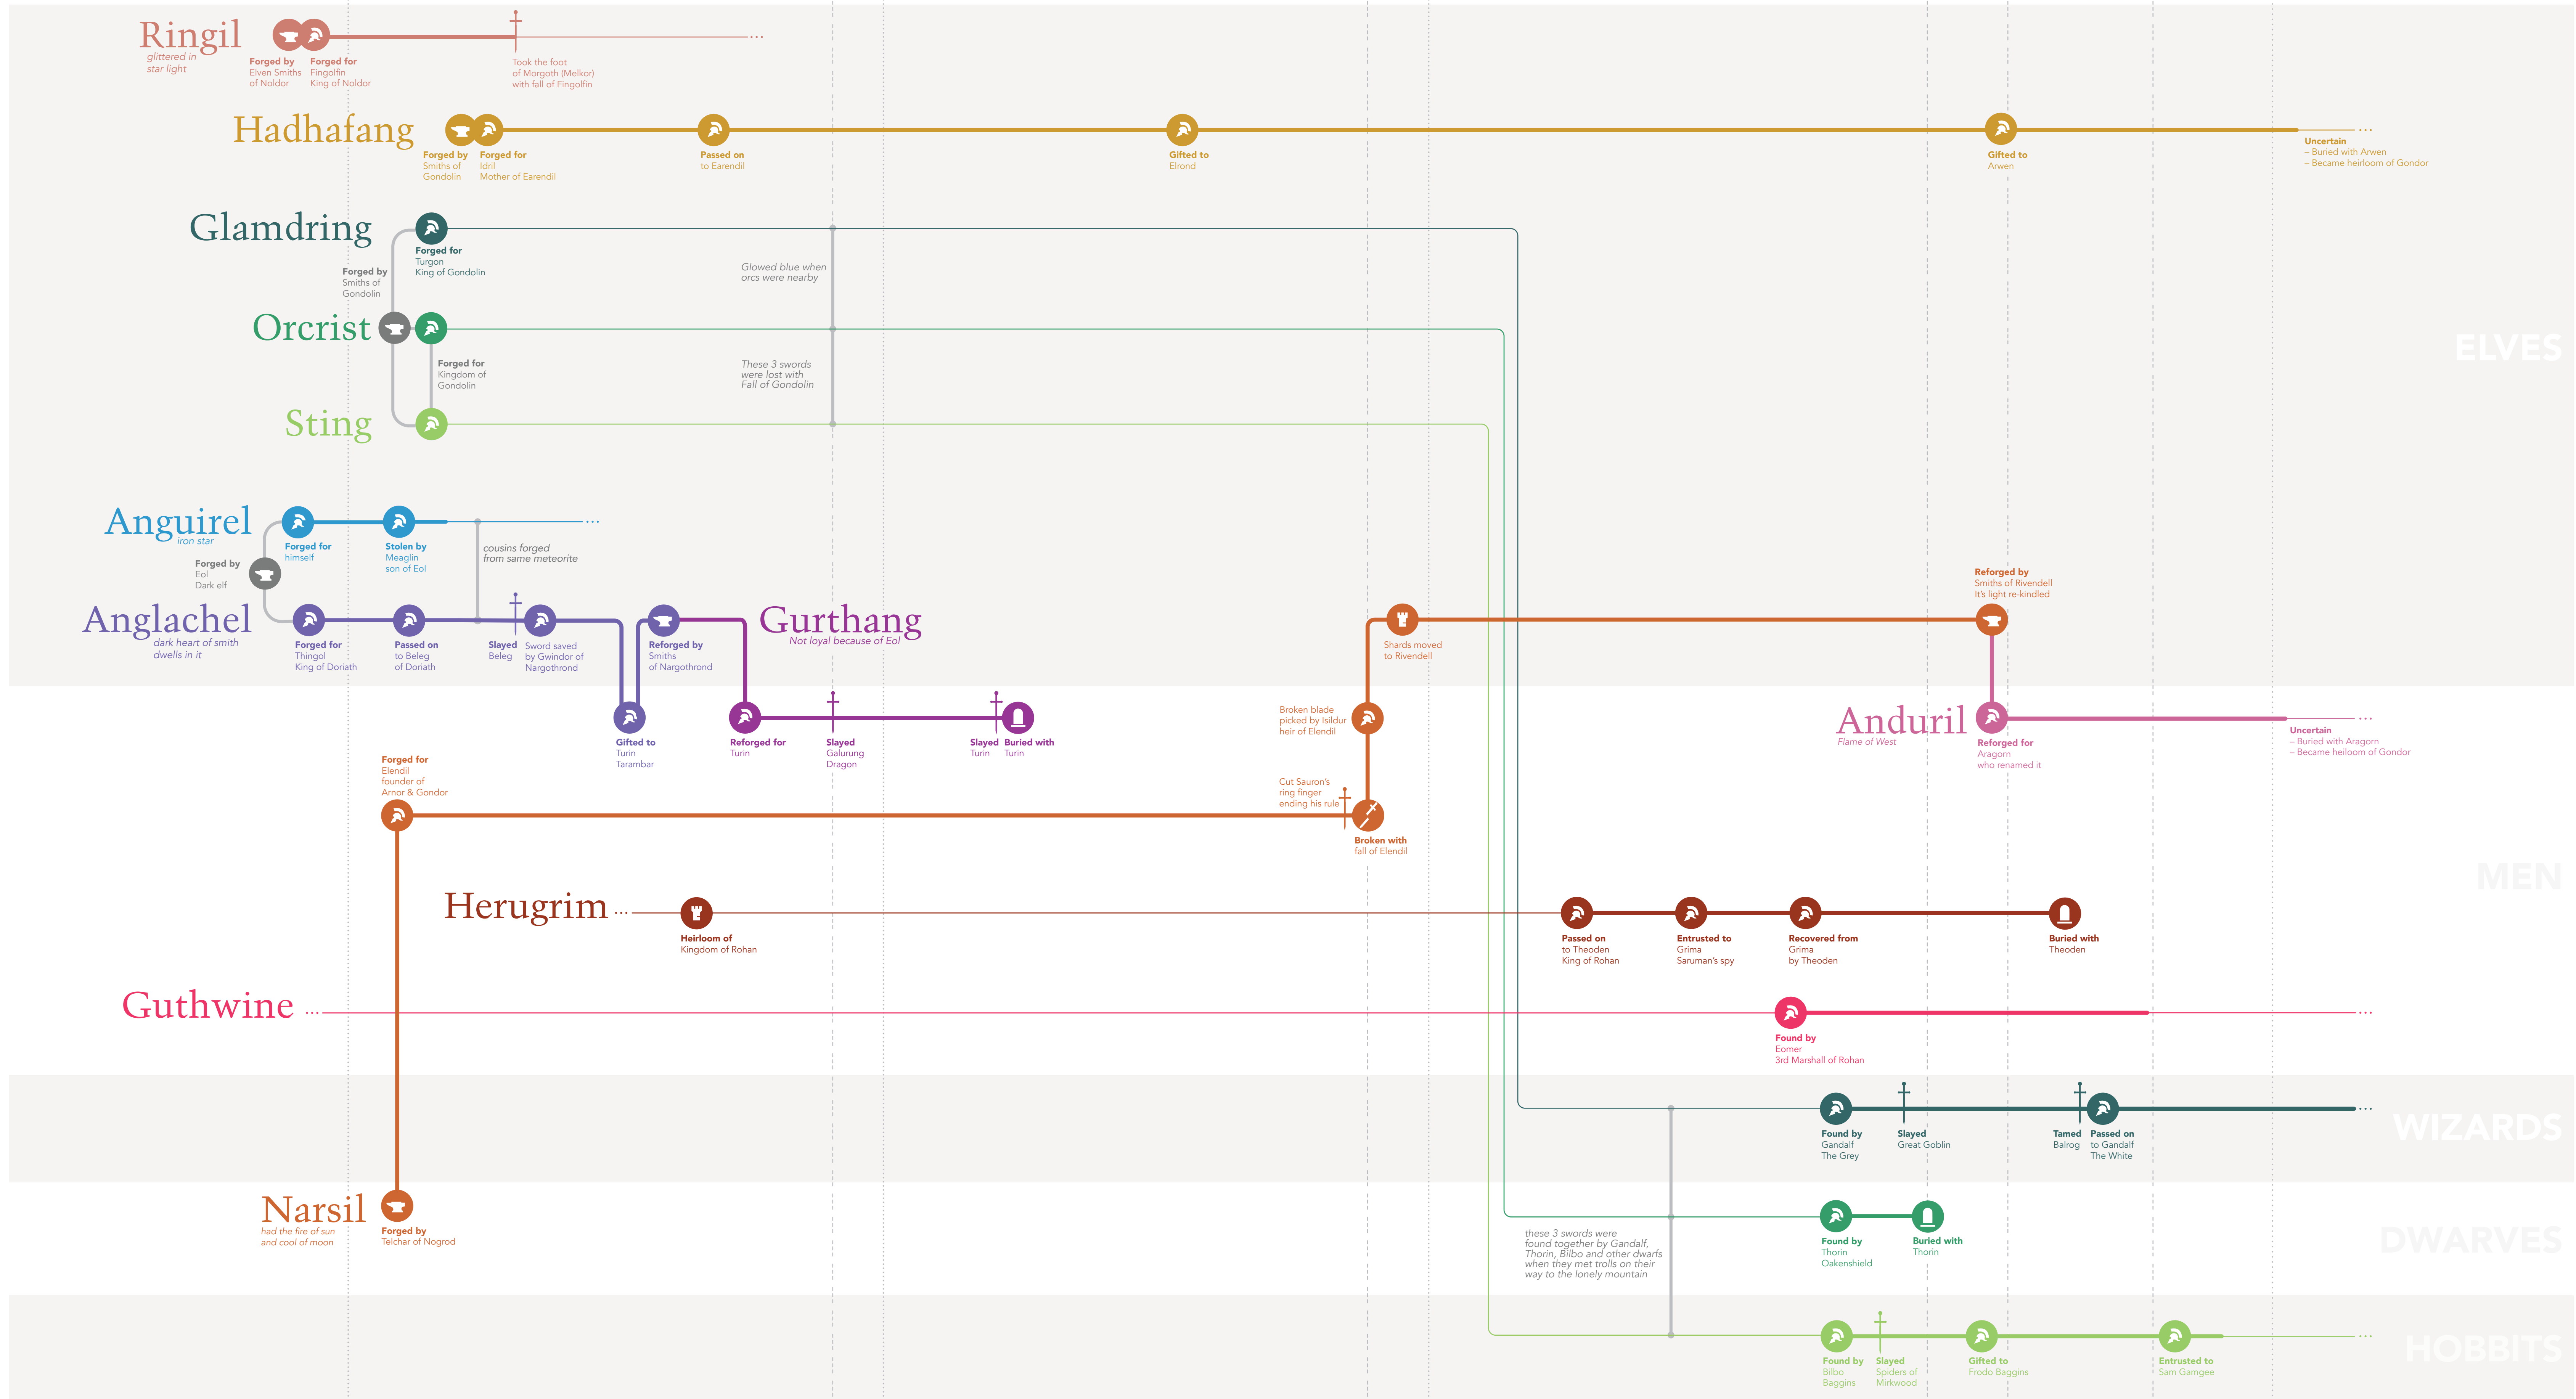 Ringil
glittered in
star light
Forged by
Elven Smiths
of Noldor
Forged for
Fingolfin
King of Noldor
Took the foot
of Morgoth (Melkor)
with fall of Fingolfin
...
Hadhafang
Forged by
Smiths of
Gondolin
Forged for
Idril
Mother of Earendil
Passed on
to Earendil
Gifted to
Elrond
Gifted to
Arwen
...
Uncertain
– Buried with Arwen
– Became heirloom of Gondor
Glamdring
Forged for
Turgon
King of Gondolin
Forged by
Smiths of
Gondolin
Glowed blue when
orcs were nearby
Orcrist
Forged for
Kingdom of
Gondolin
These 3 swords
were lost with
Fall of Gondolin
ELVES
Sting
Anguirel
iron star
Forged for
himself
Stolen by
Meaglin
son of Eol
...
cousins forged
from same meteorite
Forged by
Eol
Dark elf
Anglachel
dark heart of smith
dwells in it
Forged for
Thingol
King of Doriath
Passed on
to Beleg
of Doriath
Slayed
Beleg
Sword saved
by Gwindor of
Nargothrond
Reforged by
Smiths
of Nargothrond
Gurthang
Not loyal because of Eol
Shards moved
to Rivendell
Reforged by
Smiths of Rivendell
It's light re-kindled
Gifted to
Turin
Tarambar
Reforged for
Turin
Slayed
Galurung
Dragon
Slayed
Turin
Buried with
Turin
Broken blade
picked by Isildur
heir of Elendil
Anduril
Flame of West
Reforged for
Aragorn
who renamed it
...
Uncertain
– Buried with Aragorn
– Became heiloom of Gondor
Forged for
Elendil
founder of
Arnor & Gondor
Cut Sauron's
ring finger
ending his rule
Broken with
fall of Elendil
MEN
Herugrim ...
Heirloom of
Kingdom of Rohan
Passed on
to Theoden
King of Rohan
Entrusted to
Grima
Saruman's spy
Recovered from
Grima
by Theoden
Buried with
Theoden
Guthwine ...
Found by
Eomer
3rd Marshall of Rohan
...
Found by
Gandalf
The Grey
Slayed
Great Goblin
Tamed
Balrog
Passed on
to Gandalf
The White
...
WIZARDS
Narsil
had the fire of sun
and cool of moon
Forged by
Telchar of Nogrod
these 3 swords were
found together by Gandalf,
Thorin, Bilbo and other dwarfs
when they met trolls on their
way to the lonely mountain
Found by
Thorin
Oakenshield
Buried with
Thorin
DWARVES
Found by
Bilbo
Baggins
Slayed
Spiders of
Mirkwood
Gifted to
Frodo Baggins
Entrusted to
Sam Gamgee
...
HOBBITS